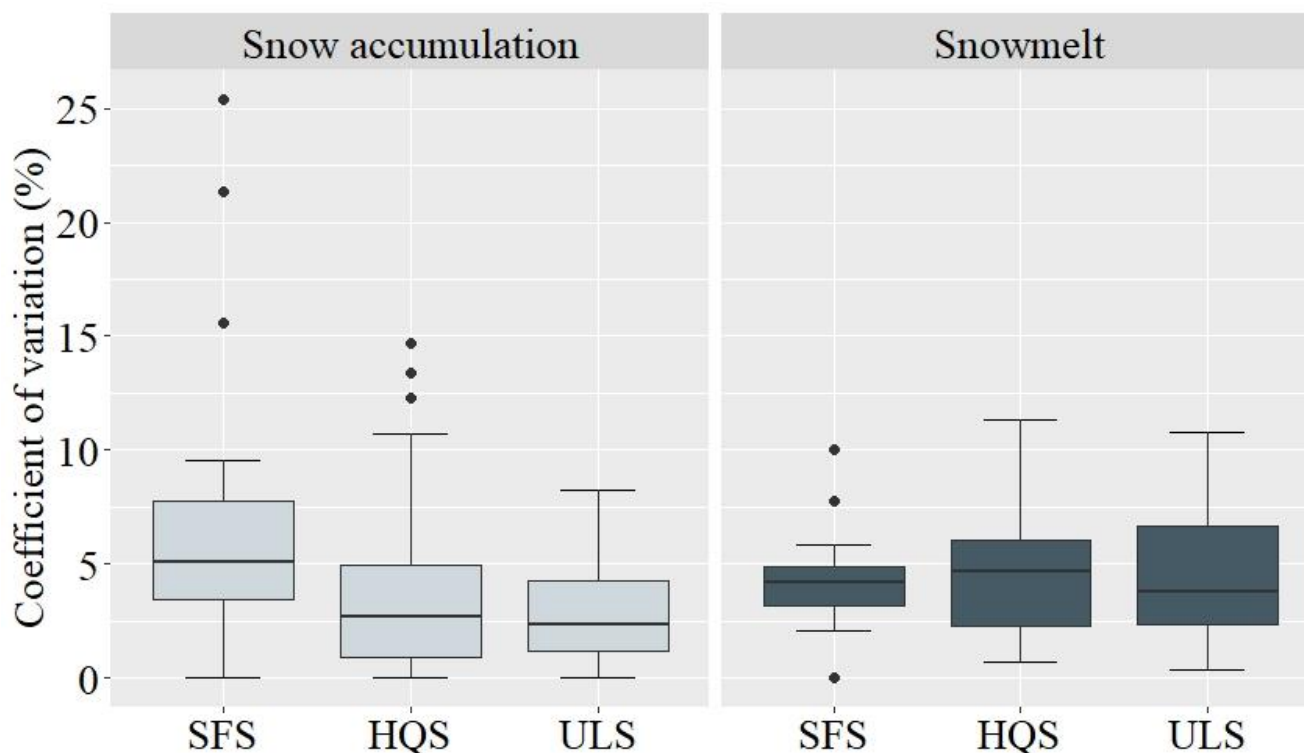 Snow accumulation Snowmelt
Coefficient of variation (%)
25
20
15
10
5
0
SFS HQS ULS SFS HQS ULS